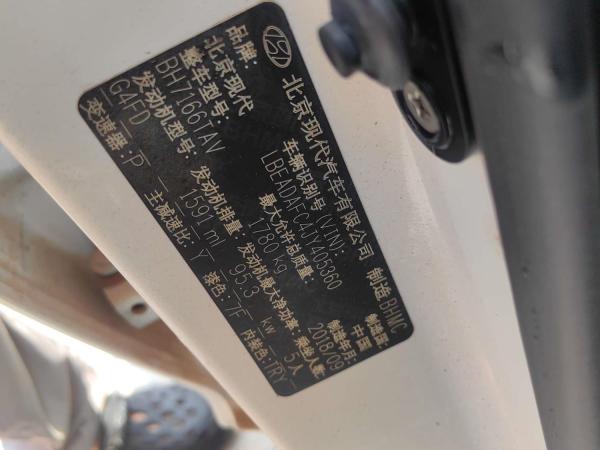 北京现代汽车有限公司 制造 BHMC
品牌: 北京现代 车辆识别号 (VIN): LBEADAFC4JY405360 制造国: 中国
整车型号: BH7166TAV 最大允许总质量: 1780 kg 制造年月: 2018/09
发动机型号: G4FD 发动机排量: 1591 ml 发动机最大净功率: 95.3 kw 乘坐人数: 5人
变速器: P 主减速比: Y 漆色: 7F 内装色: TRY